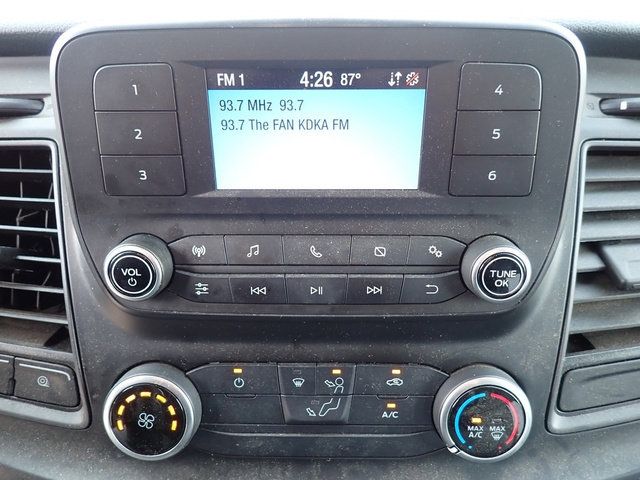 FM 1 4:26 87°
93.7 MHz 93.7
93.7 The FAN KDKA FM
1
2
3
4
5
6
VOL
TUNE
OK
A/C
MAX
A/C
MAX